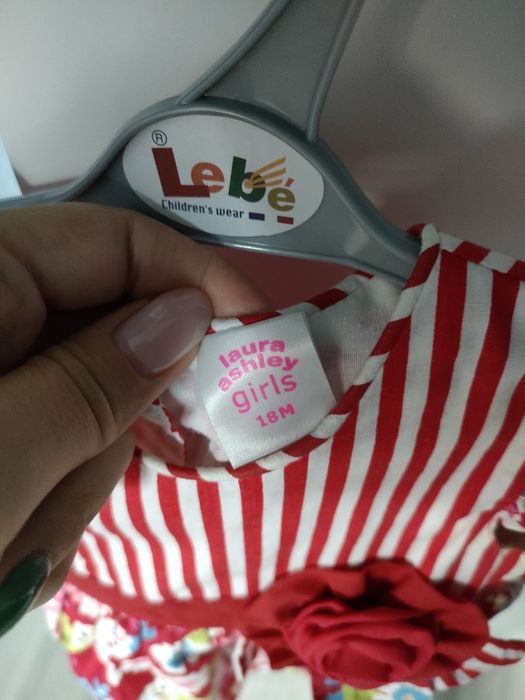 ®
Lebé
Children's wear
laura
ashley
girls
18M